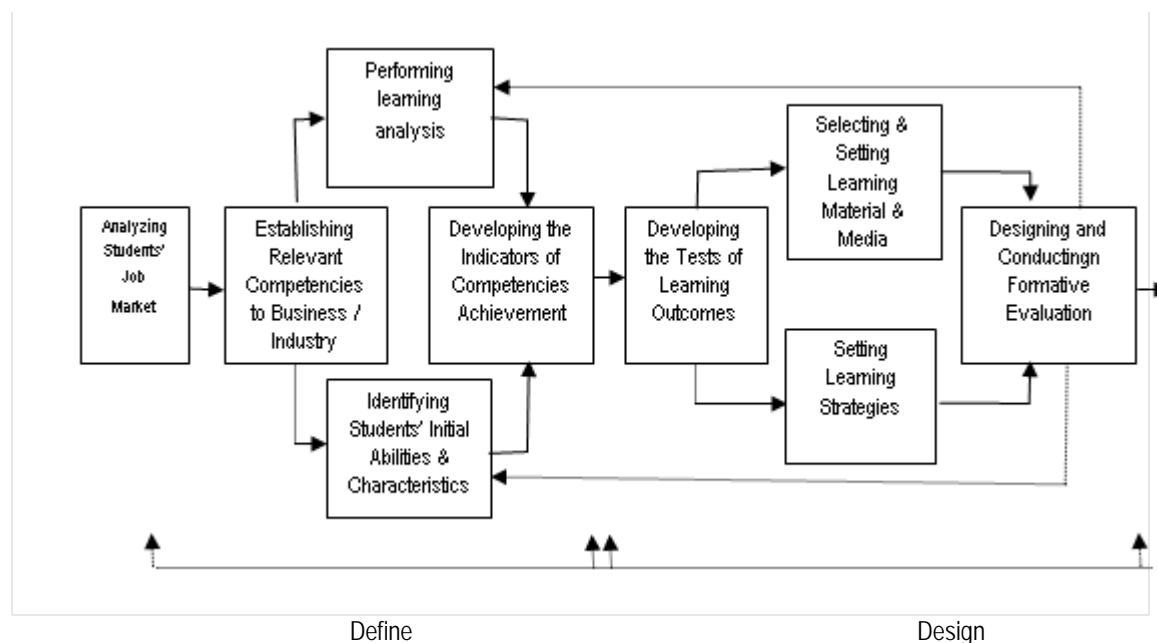 Performing
learning
analysis
Selecting &
Setting
Learning
Material &
Media
Analyzing
Students'
Job
Market
Establishing
Relevant
Competencies
to Business /
Industry
Developing the
Indicators of
Competencies
Achievement
Developing
the Tests of
Learning
Outcomes
Designing and
Conductingn
Formative
Evaluation
Identifying
Students' Initial
Abilities &
Characteristics
Setting
Learning
Strategies
Define
Design